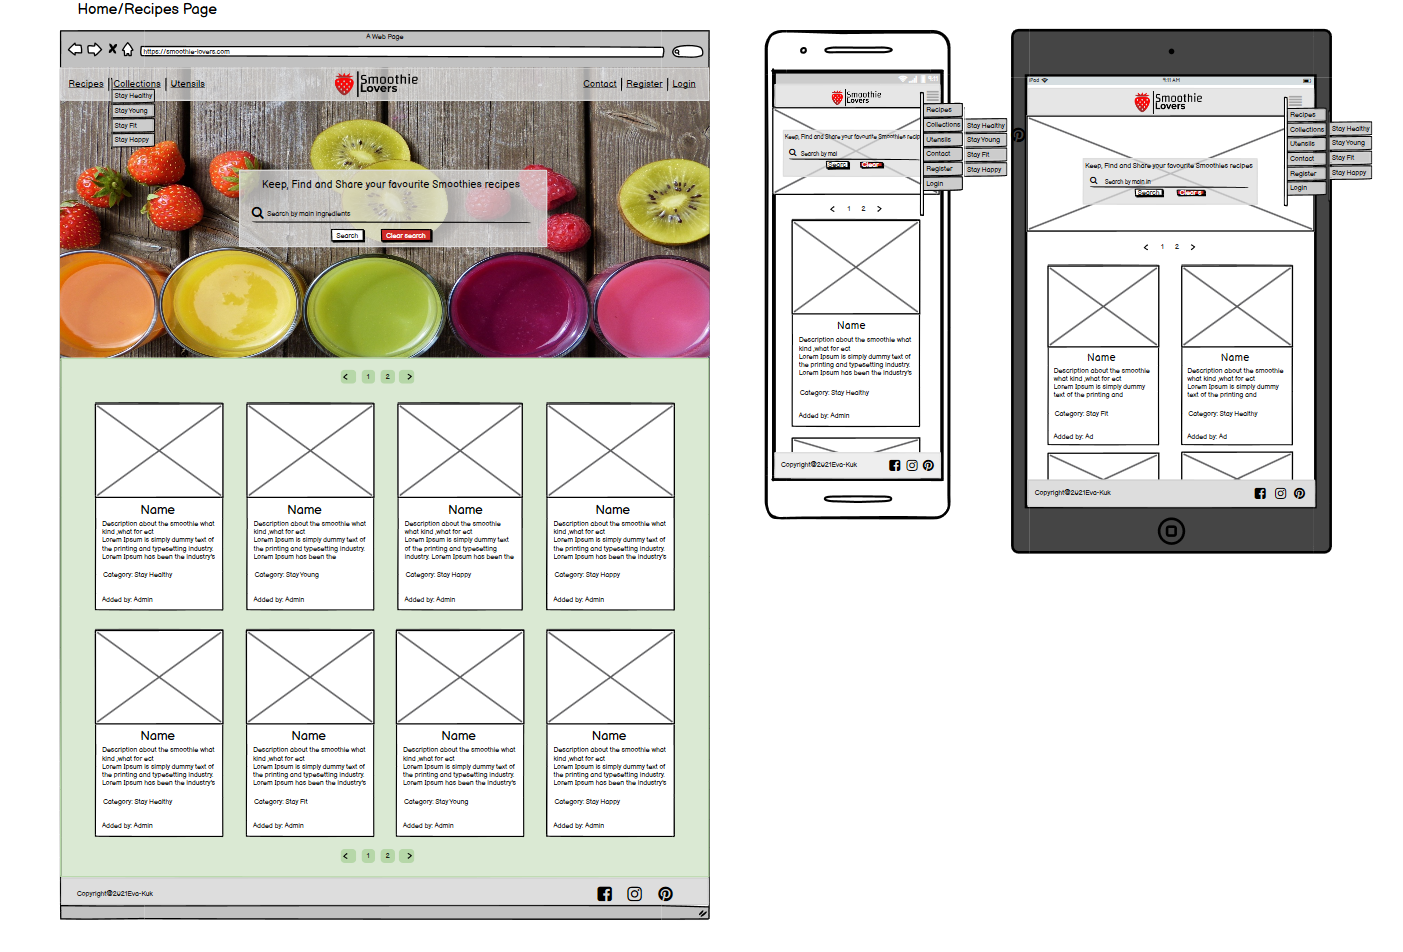 Home/Recipes Page
A Web Page
https://smoothie-lovers.com
Recipes Collections Utensils
Smoothie
Lovers
Contact Register Login
Stay Healthy
Stay Young
Stay Fit
Stay Happy
Keep, Find and Share your favourite Smoothies recipes
Search by main ingredients
Search Clear search
< 1 2 >
Name
Description about the smoothie what
kind ,what for ect
Lorem Ipsum is simply dummy text of
the printing and typesetting industry.
Lorem Ipsum has been the industry's
Category: Stay Healthy
Added by: Admin
Name
Description about the smoothie what
kind ,what for ect
Lorem Ipsum is simply dummy text of
the printing and typesetting industry.
Lorem Ipsum has been the
Category: Stay Young
Added by: Admin
Name
Description about the smoothie
what kind ,what for ect
Lorem Ipsum is simply dummy text
of the printing and typesetting
industry. Lorem Ipsum has been the
Category: Stay Happy
Added by: Admin
Name
Description about the smoothie what
kind ,what for ect
Lorem Ipsum is simply dummy text of
the printing and typesetting industry.
Lorem Ipsum has been the industry's
Category: Stay Happy
Added by: Admin
Name
Description about the smoothie what
kind ,what for ect
Lorem Ipsum is simply dummy text of
the printing and typesetting industry.
Lorem Ipsum has been the industry's
Category: Stay Healthy
Added by: Admin
Name
Description about the smoothie what
kind ,what for ect
Lorem Ipsum is simply dummy text of
the printing and typesetting industry.
Lorem Ipsum has been the industry's
Category: Stay Fit
Added by: Admin
Name
Description about the smoothie what
kind ,what for ect
Lorem Ipsum is simply dummy text of
the printing and typesetting industry.
Lorem Ipsum has been the industry's
Category: Stay Young
Added by: Admin
Name
Description about the smoothie what
kind ,what for ect
Lorem Ipsum is simply dummy text of
the printing and typesetting industry.
Lorem Ipsum has been the industry's
Category: Stay Happy
Added by: Admin
< 1 2 >
Copyright@2021Eva-Kuk
9:11
Smoothie
Lovers
Recipes
Collections
Utensils
Contact
Register
Login
Stay Healthy
Stay Young
Stay Fit
Stay Happy
Keep, Find and Share your favourite Smoothies recip
Search by mai
Search Clear
< 1 2 >
Name
Description about the smoothie what
kind ,what for ect
Lorem Ipsum is simply dummy text of
the printing and typesetting industry.
Lorem Ipsum has been the industry's
Category: Stay Healthy
Added by: Admin
Copyright@2021Eva-Kuk
iPod 9:11 AM
Smoothie
Lovers
Recipes
Collections
Utensils
Contact
Register
Login
Stay Healthy
Stay Young
Stay Fit
Stay Happy
Keep, Find and Share your favourite Smoothies recipes
Search by main in
Search Clear s
< 1 2 >
Name
Description about the smoothie
what kind ,what for ect
Lorem Ipsum is simply dummy
text of the printing and
Category: Stay Fit
Added by: Ad
Name
Description about the smoothie
what kind ,what for ect
Lorem Ipsum is simply dummy
text of the printing and
Category: Stay Healthy
Added by: Ad
Copyright@2021Eva-Kuk